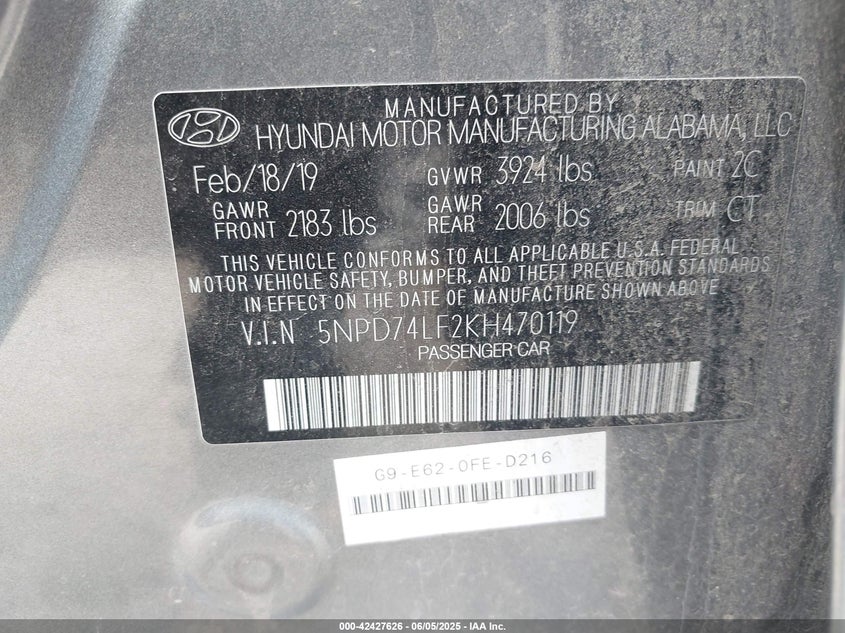 MANUFACTURED BY
HYUNDAI MOTOR MANUFACTURING ALABAMA, LLC
Feb/18/19 GVWR 3924 lbs PAINT 2C
GAWR FRONT 2183 lbs GAWR REAR 2006 lbs TRIM CT
THIS VEHICLE CONFORMS TO ALL APPLICABLE U.S.A. FEDERAL
MOTOR VEHICLE SAFETY, BUMPER, AND THEFT PREVENTION STANDARDS
IN EFFECT ON THE DATE OF MANUFACTURE SHOWN ABOVE
V.I.N 5NPD74LF2KH470119
PASSENGER CAR
G9-E62-0FE-D216
000-42427626 - 06/05/2025 - IAA Inc.